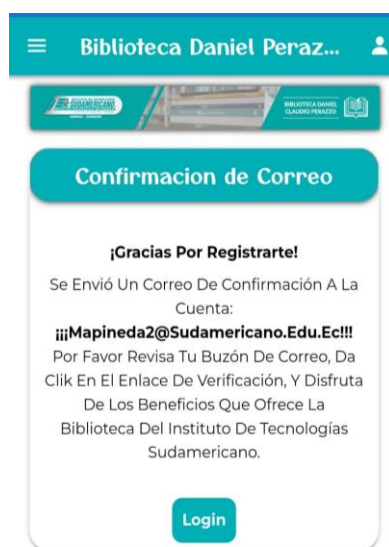 Biblioteca Daniel Peraz...
SUDAMERICANO
BIBLIOTECA DANIEL
CLAUDIO PERAZZO
Confirmacion de Correo
¡Gracias Por Registrarte!
Se Envió Un Correo De Confirmación A La
Cuenta:
¡¡¡Mapineda2@Sudamericano.Edu.Ec!!!
Por Favor Revisa Tu Buzón De Correo, Da
Clik En El Enlace De Verificación, Y Disfruta
De Los Beneficios Que Ofrece La
Biblioteca Del Instituto De Tecnologías
Sudamericano.
Login